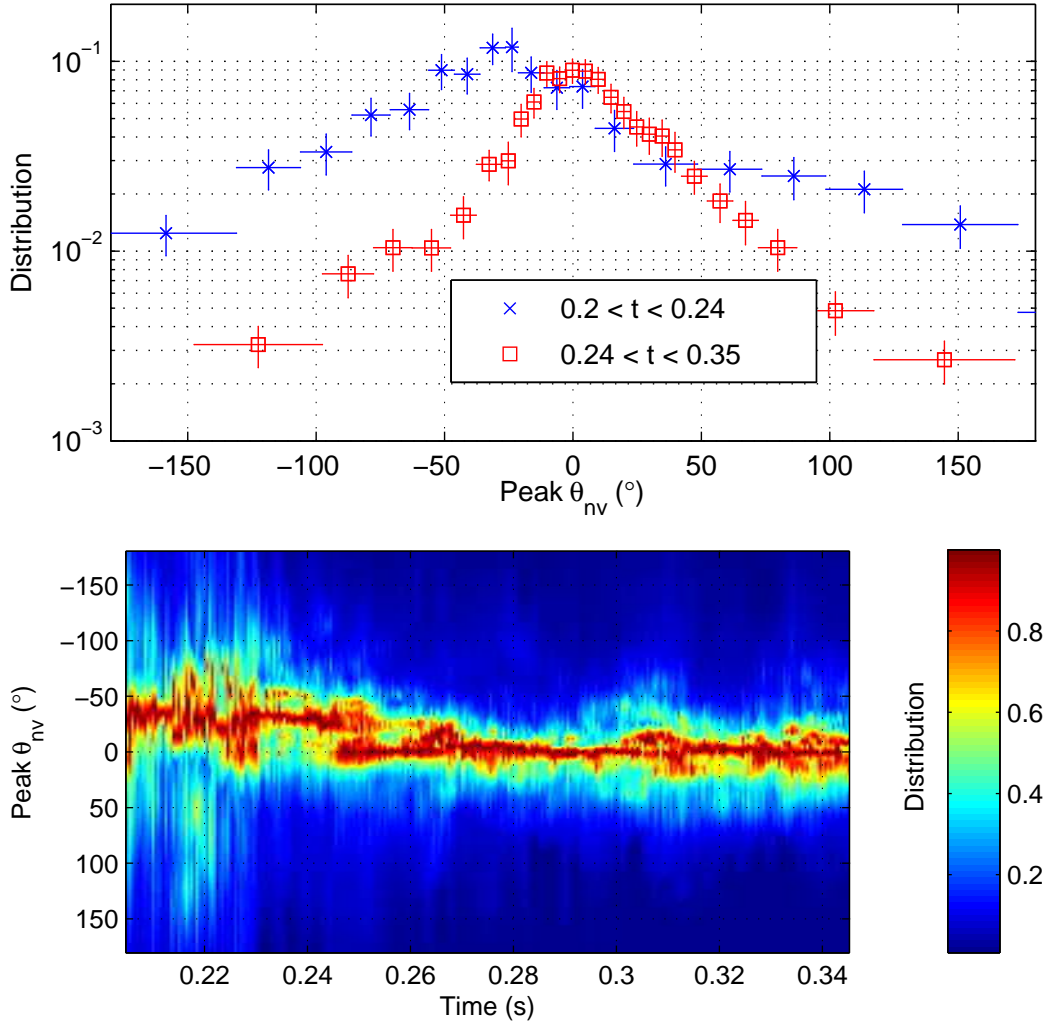 10⁻¹
10⁻²
10⁻³
Distribution
0.2 < t < 0.24
0.24 < t < 0.35
−150 −100 −50 0 50 100 150
Peak θnv (°)
−150
−100
−50
0
50
100
150
Peak θnv (°)
0.22 0.24 0.26 0.28 0.3 0.32 0.34
Time (s)
Distribution
0.8
0.6
0.4
0.2